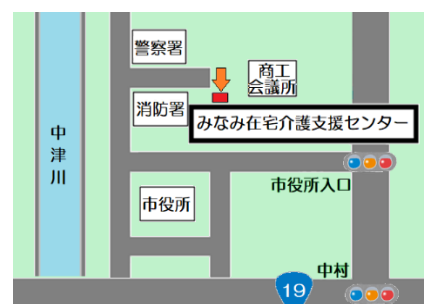 警察署
商工
会議所
消防署
みなみ在宅介護支援センター
中津川
市役所入口
市役所
中村
19